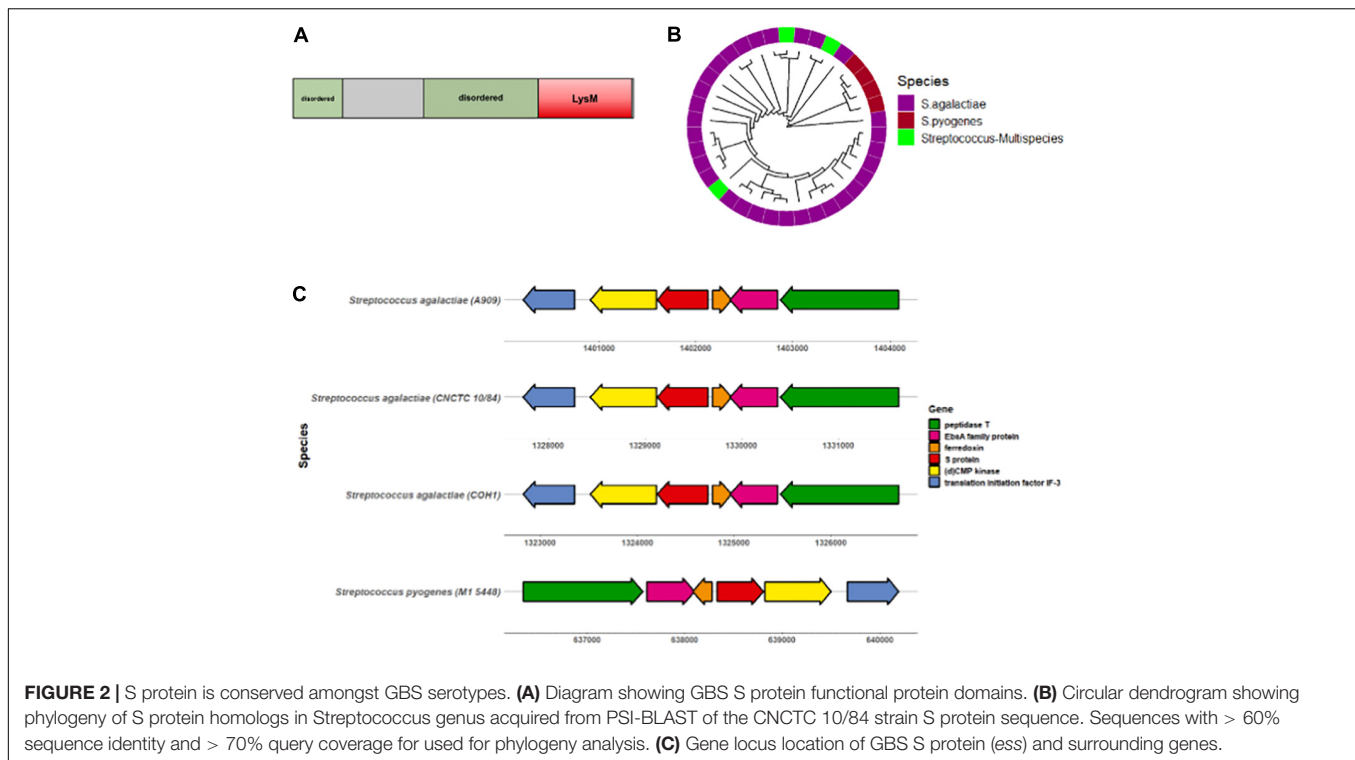 A
disordered
disordered
LysM
B
Species
S.agalactiae
S.pyogenes
Streptococcus-Multispecies
C
Species
Streptococcus agalactiae (A909)
1401000 1402000 1403000 1404000
Streptococcus agalactiae (CNCTC 10/84)
1328000 1329000 1330000 1331000
Streptococcus agalactiae (COH1)
1323000 1324000 1325000 1326000
Streptococcus pyogenes (M1 5448)
637000 638000 639000 640000
Gene
peptidase T
EbsA family protein
ferredoxin
S protein
(d)CMP kinase
translation initiation factor IF-3
FIGURE 2 | S protein is conserved amongst GBS serotypes. (A) Diagram showing GBS S protein functional protein domains. (B) Circular dendrogram showing
phylogeny of S protein homologs in Streptococcus genus acquired from PSI-BLAST of the CNCTC 10/84 strain S protein sequence. Sequences with > 60%
sequence identity and > 70% query coverage for used for phylogeny analysis. (C) Gene locus location of GBS S protein (ess) and surrounding genes.